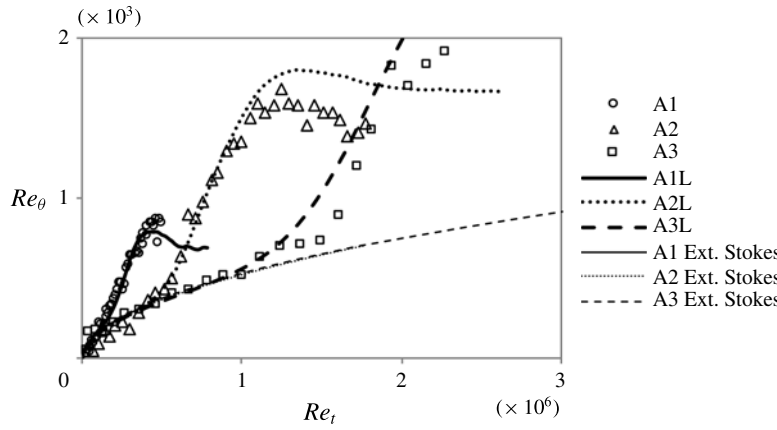 (× 10³)
2
1
Re_θ
0
1
2
3
Re_t
(× 10⁶)
A1
A2
A3
A1L
A2L
A3L
A1 Ext. Stokes
A2 Ext. Stokes
A3 Ext. Stokes